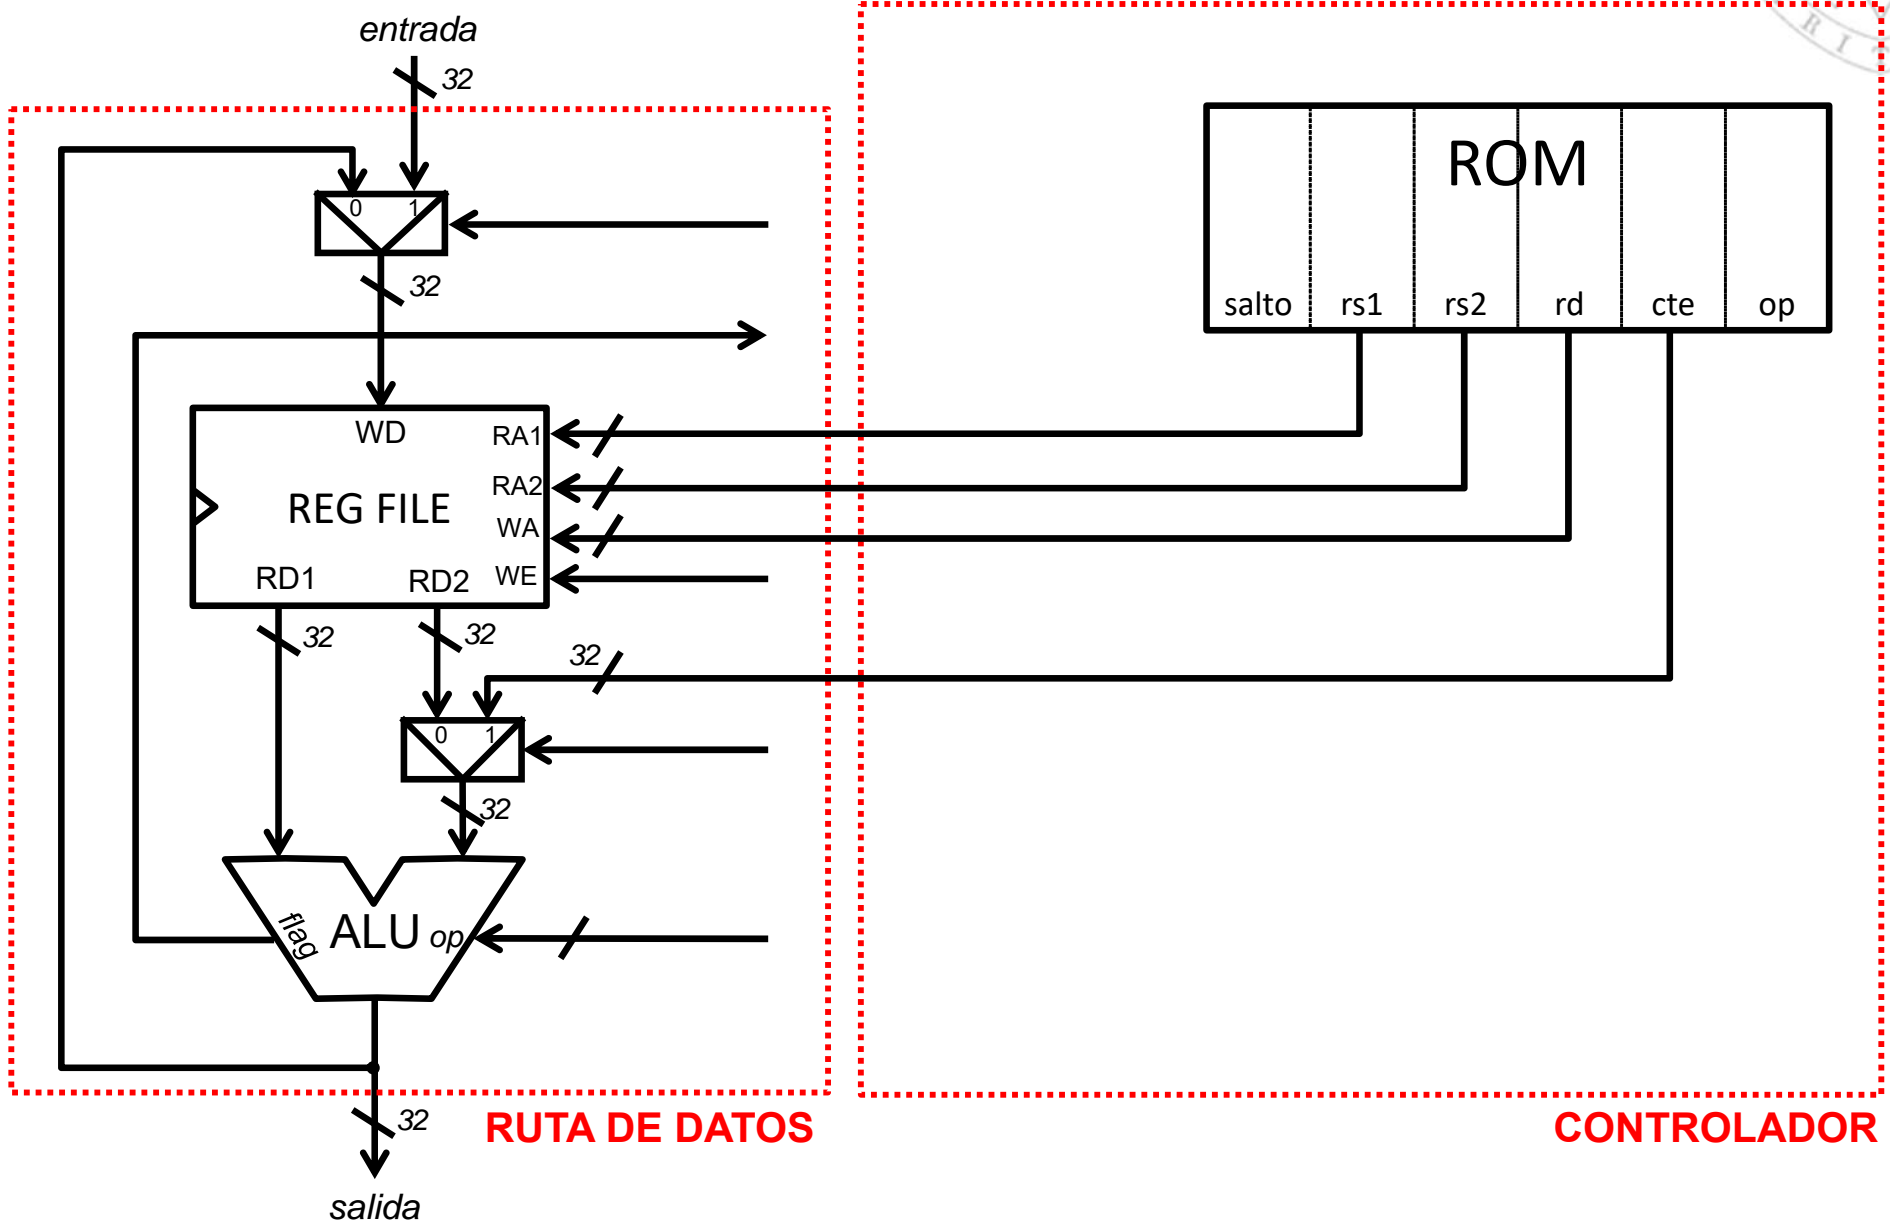 entrada
32
R I
0 1
32
ROM
salto rs1 rs2 rd cte op
WD
RA1
RA2
REG FILE
WA
WE
RD1 RD2
32 32
32
0 1
32
flag ALU op
32
RUTA DE DATOS
CONTROLADOR
salida